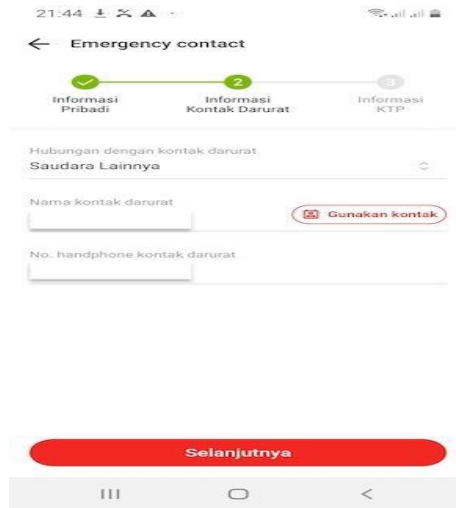 21:44
Emergency contact
2
3
Informasi Pribadi
Informasi Kontak Darurat
Informasi KTP
Hubungan dengan kontak darurat
Saudara Lainnya
Nama kontak darurat
Gunakan kontak
No. handphone kontak darurat
Selanjutnya